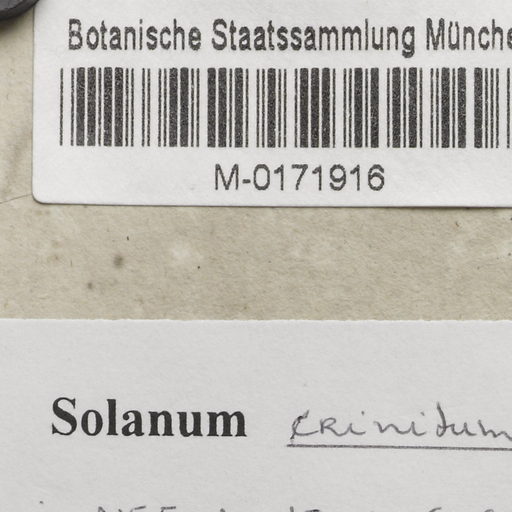 Botanische Staatssammlung Münche
M-0171916
Solanum crinitum